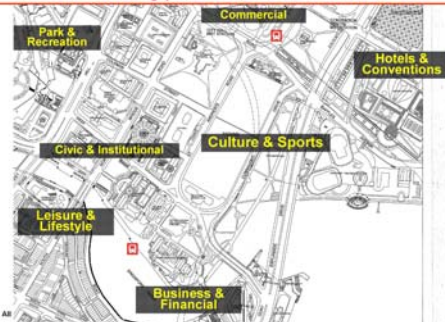 Commercial
Park &
Recreation
Hotels &
Conventions
Culture & Sports
Civic & Institutional
Leisure &
Lifestyle
Business &
Financial
A8